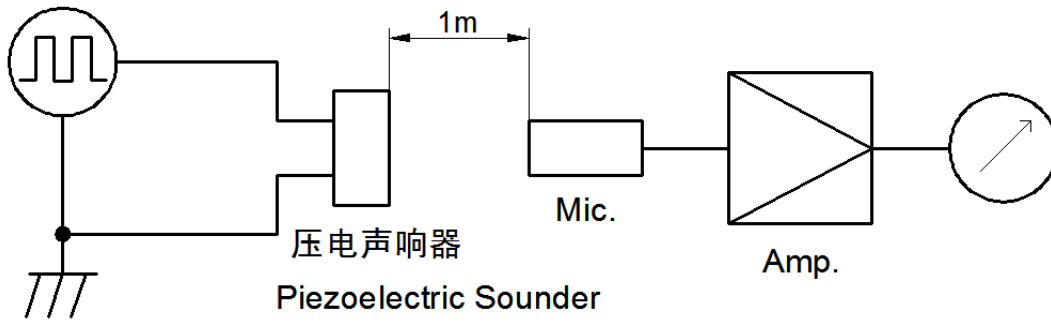 1m
压电声响器
Piezoelectric Sounder
Mic.
Amp.